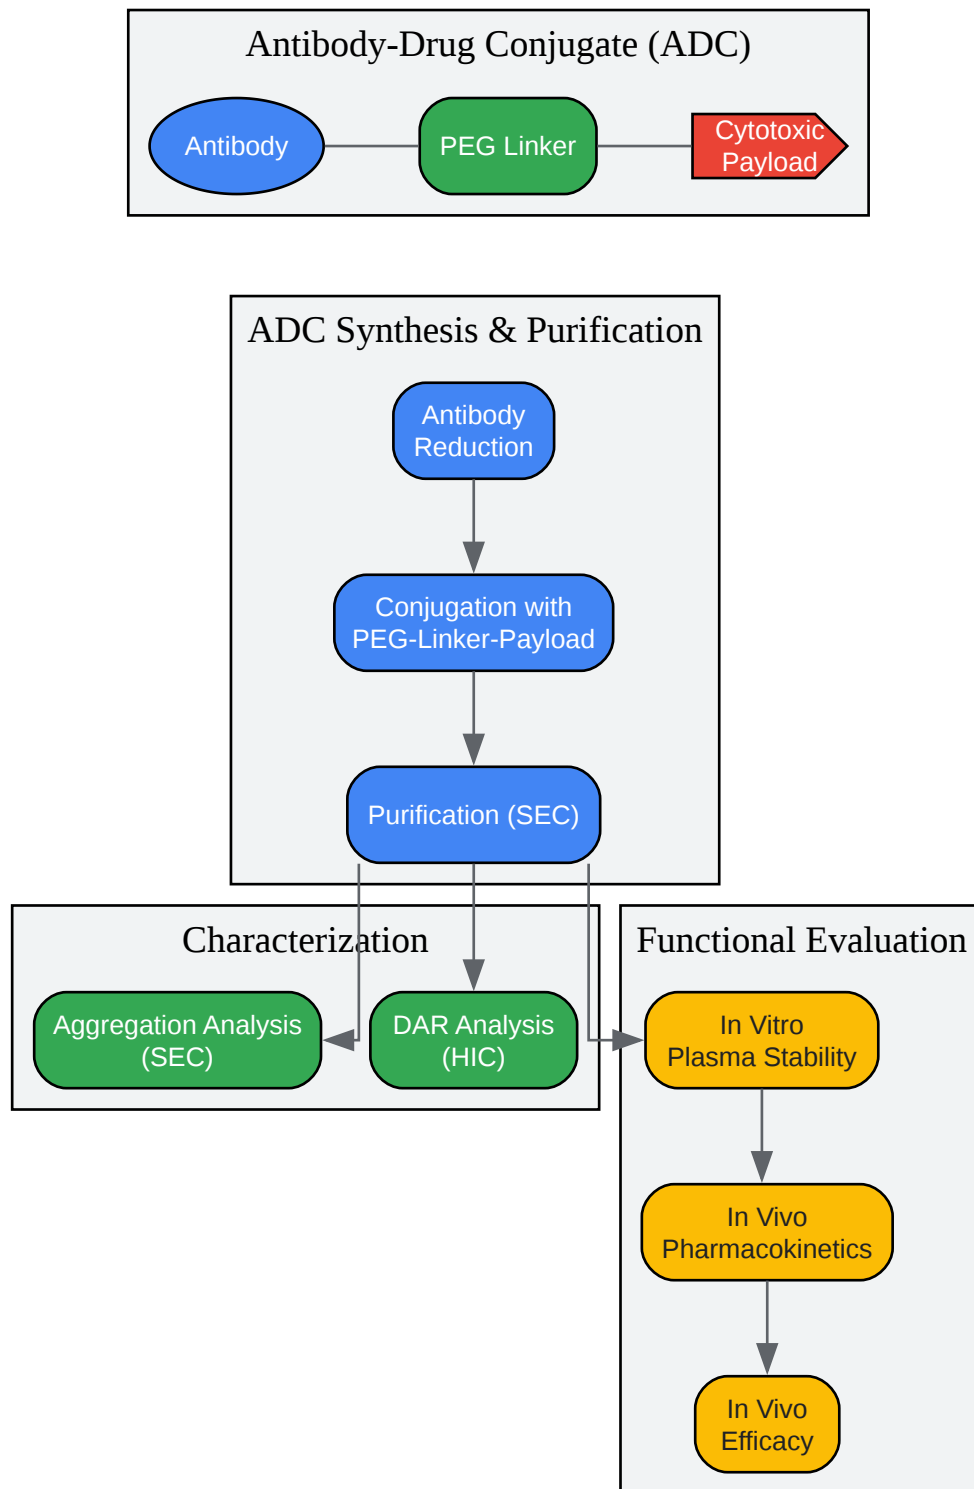 Antibody-Drug Conjugate (ADC)
Antibody
PEG Linker
Cytotoxic
Payload
ADC Synthesis & Purification
Antibody
Reduction
Conjugation with
PEG-Linker-Payload
Purification (SEC)
Characterization
Aggregation Analysis
(SEC)
DAR Analysis
(HIC)
Functional Evaluation
In Vitro
Plasma Stability
In Vivo
Pharmacokinetics
In Vivo
Efficacy